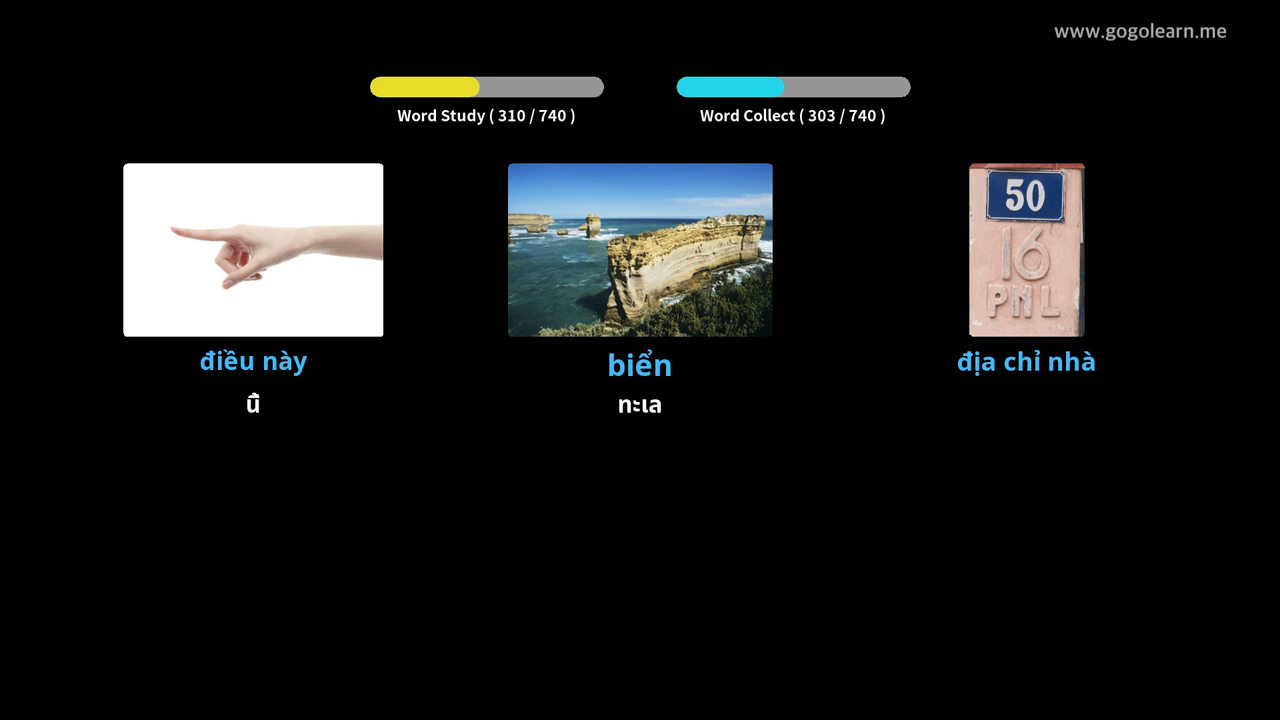 www.gogolearn.me
Word Study ( 310 / 740 )
Word Collect ( 303 / 740 )
50
16
PNL
điều này
biển
địa chỉ nhà
นี้
ทะเล